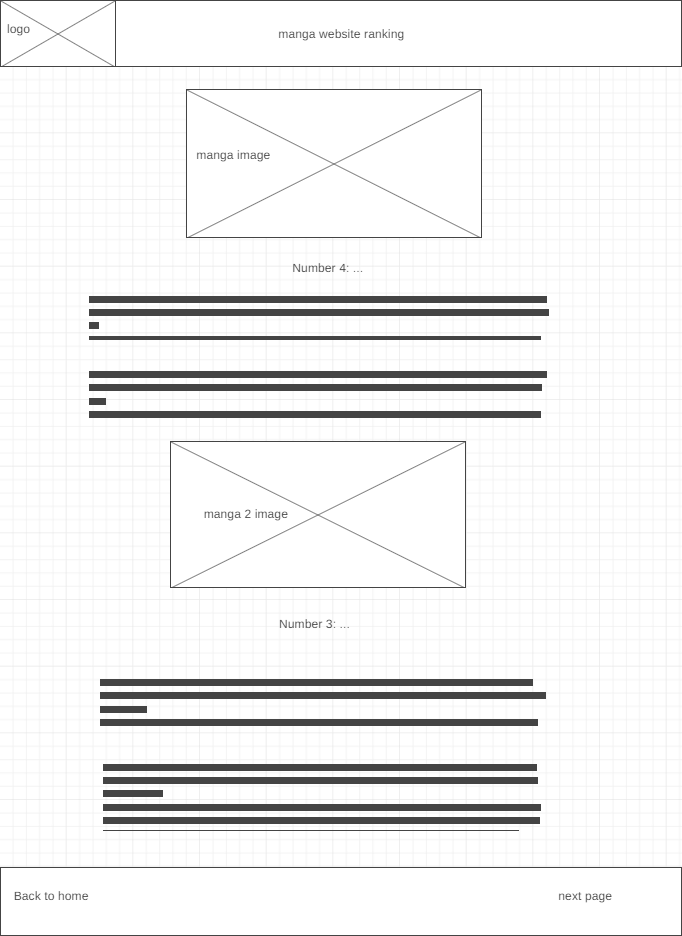 logo
manga website ranking
manga image
Number 4: ...
manga 2 image
Number 3: ...
Back to home
next page